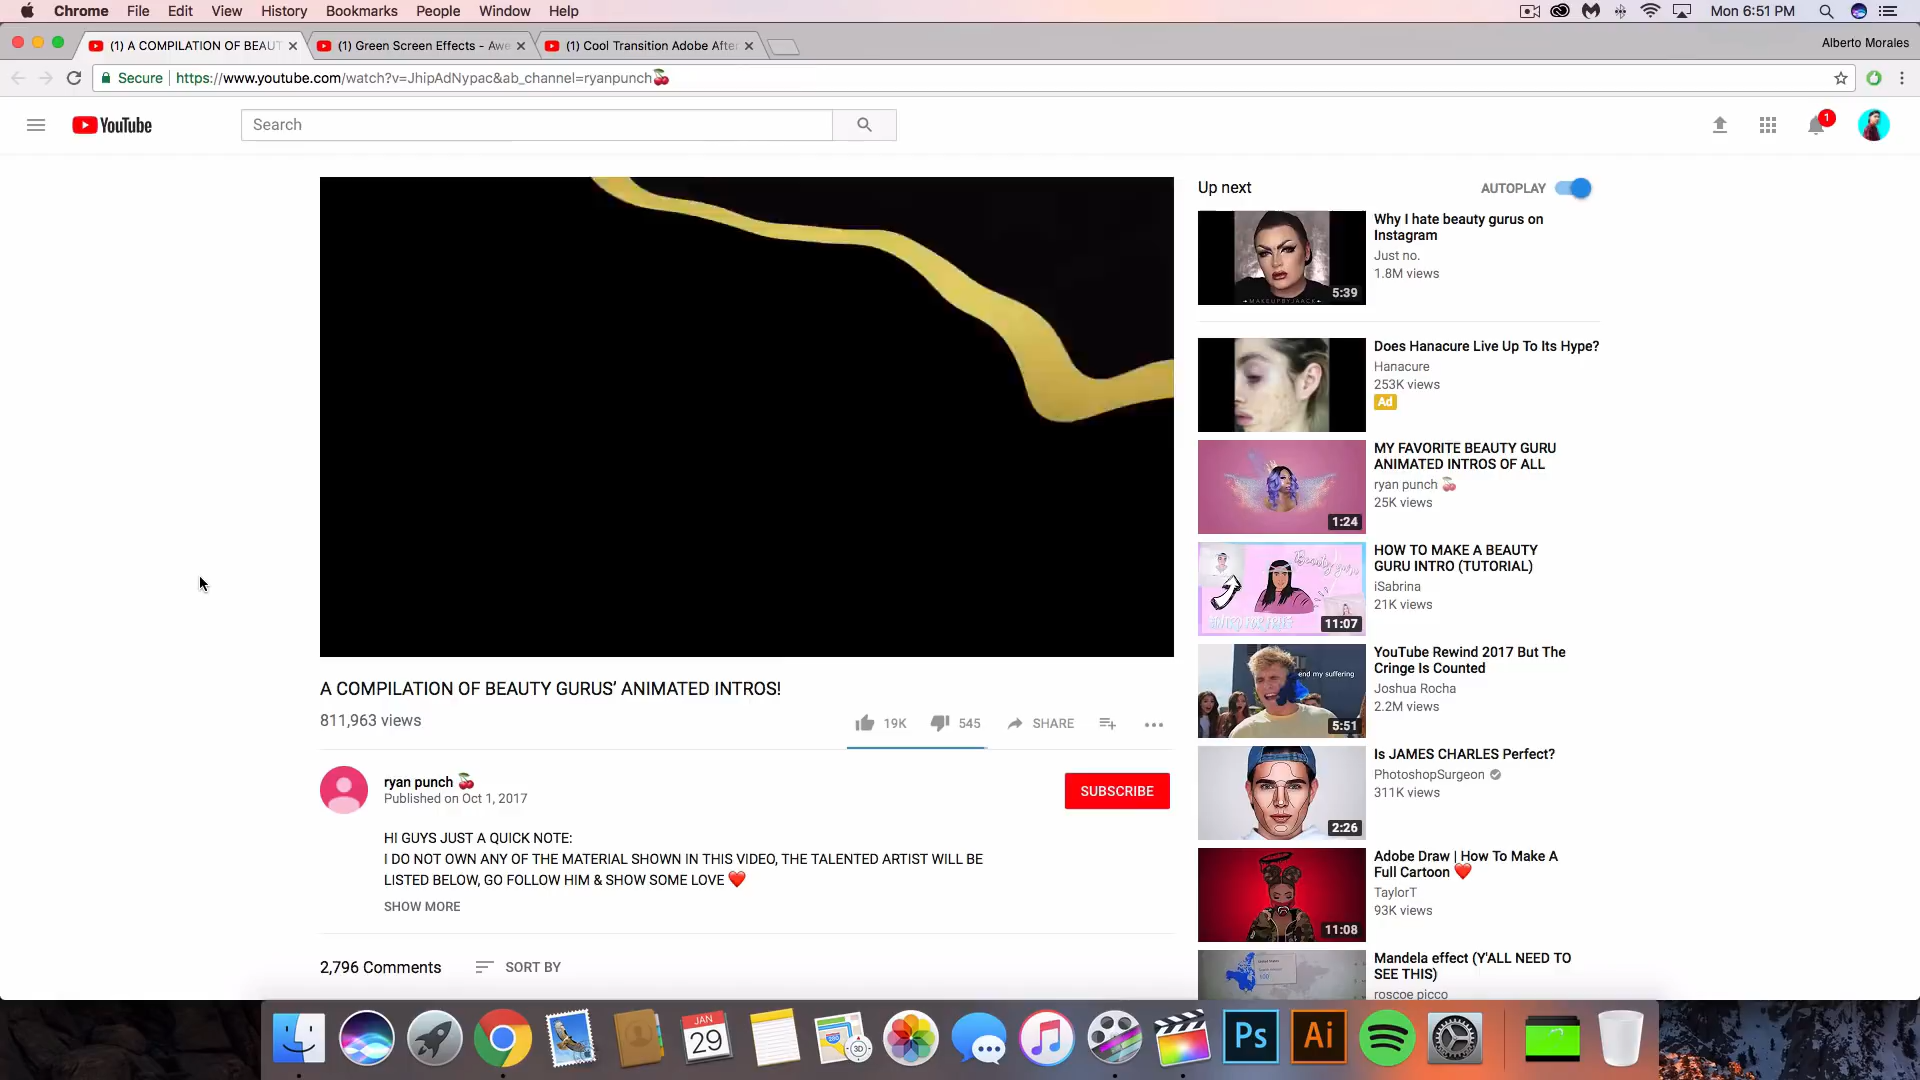 Chrome File Edit View History Bookmarks People Window Help
Mon 6:51 PM
(1) A COMPILATION OF BEAUT
(1) Green Screen Effects - Awe
(1) Cool Transition Adobe After
Alberto Morales
Secure https://www.youtube.com/watch?v=JhipAdNypac&ab_channel=ryanpunch🍒
YouTube
Search
1
Up next
AUTOPLAY
Why I hate beauty gurus on
Instagram
Just no.
1.8M views
5:39
Does Hanacure Live Up To Its Hype?
Hanacure
253K views
Ad
MY FAVORITE BEAUTY GURU
ANIMATED INTROS OF ALL
ryan punch 🍒
25K views
1:24
HOW TO MAKE A BEAUTY
GURU INTRO (TUTORIAL)
iSabrina
21K views
11:07
YouTube Rewind 2017 But The
Cringe Is Counted
Joshua Rocha
2.2M views
end my suffering
5:51
Is JAMES CHARLES Perfect?
PhotoshopSurgeon
311K views
2:26
Adobe Draw | How To Make A
Full Cartoon ❤️
TaylorT
93K views
11:08
Mandela effect (Y'ALL NEED TO
SEE THIS)
roscoe picco
A COMPILATION OF BEAUTY GURUS' ANIMATED INTROS!
811,963 views
19K
545
SHARE
ryan punch 🍒
Published on Oct 1, 2017
SUBSCRIBE
HI GUYS JUST A QUICK NOTE:
I DO NOT OWN ANY OF THE MATERIAL SHOWN IN THIS VIDEO, THE TALENTED ARTIST WILL BE
LISTED BELOW, GO FOLLOW HIM & SHOW SOME LOVE ❤️
SHOW MORE
2,796 Comments
SORT BY
JAN
29
3D
Ps
Ai